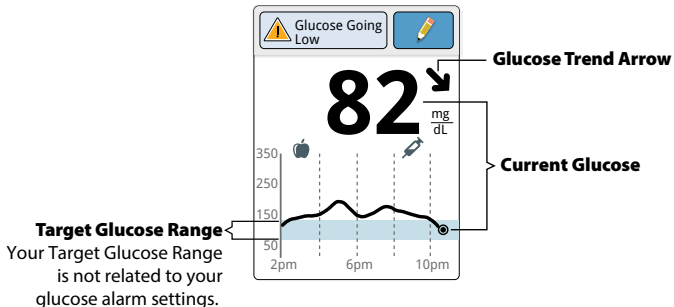 Glucose Going
Low
Glucose Trend Arrow
82
mg
dL
Current Glucose
350
250
150
50
2pm 6pm 10pm
Target Glucose Range
Your Target Glucose Range
is not related to your
glucose alarm settings.